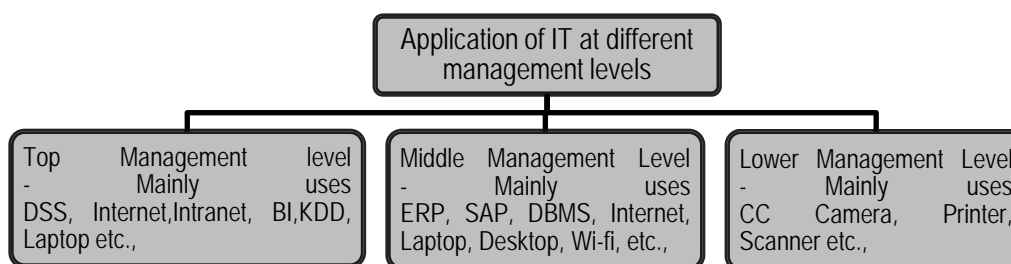 Application of IT at different
management levels
Top Management level
- Mainly uses
DSS, Internet,Intranet, BI,KDD,
Laptop etc.,
Middle Management Level
- Mainly uses
ERP, SAP, DBMS, Internet,
Laptop, Desktop, Wi-fi, etc.,
Lower Management Level
- Mainly uses
CC Camera, Printer,
Scanner etc.,